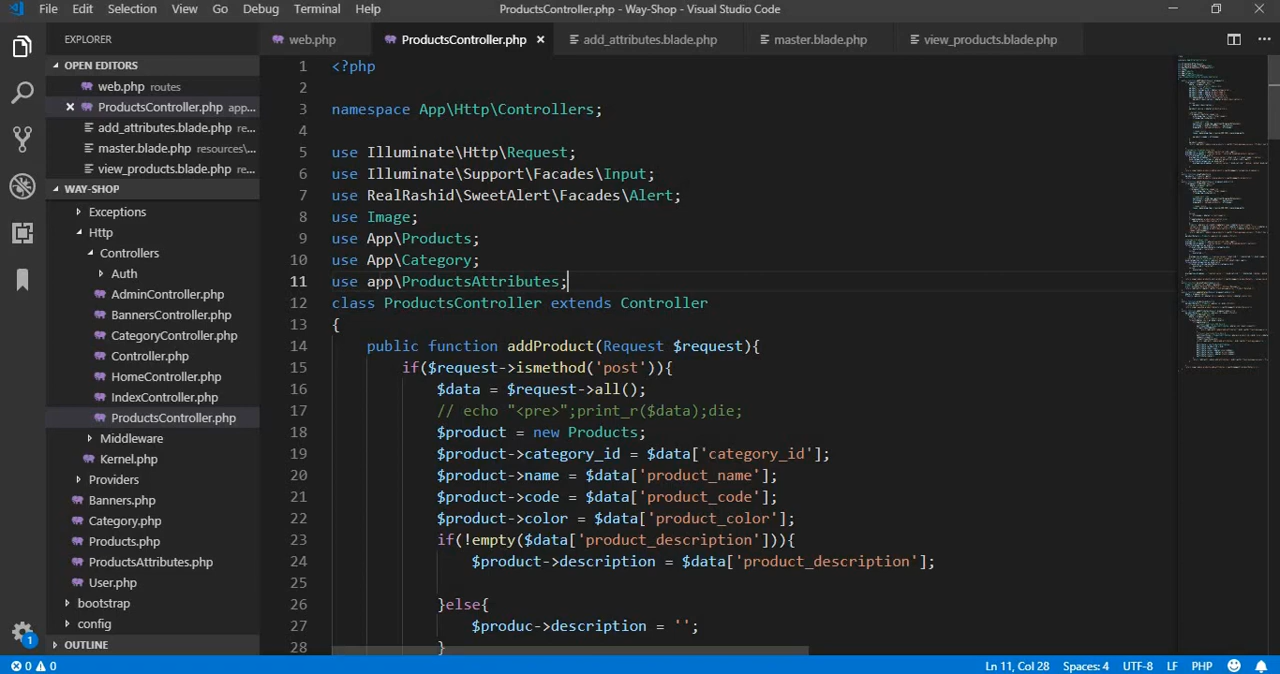 File Edit Selection View Go Debug Terminal Help ProductsController.php - Way-Shop - Visual Studio Code
EXPLORER
web.php ProductsController.php add_attributes.blade.php master.blade.php view_products.blade.php
OPEN EDITORS
web.php routes
ProductsController.php app...
add_attributes.blade.php re...
master.blade.php resources\...
view_products.blade.php re...
WAY-SHOP
Exceptions
Http
Controllers
Auth
AdminController.php
BannersController.php
CategoryController.php
Controller.php
HomeController.php
IndexController.php
ProductsController.php
Middleware
Kernel.php
Providers
Banners.php
Category.php
Products.php
ProductsAttributes.php
User.php
bootstrap
config
OUTLINE
1 <?php
2
3 namespace App\Http\Controllers;
4
5 use Illuminate\Http\Request;
6 use Illuminate\Support\Facades\Input;
7 use RealRashid\SweetAlert\Facades\Alert;
8 use Image;
9 use App\Products;
10 use App\Category;
11 use app\ProductsAttributes;
12 class ProductsController extends Controller
13 {
14 public function addProduct(Request $request){
15 if($request->ismethod('post')){
16 $data = $request->all();
17 // echo "<pre>";print_r($data);die;
18 $product = new Products;
19 $product->category_id = $data['category_id'];
20 $product->name = $data['product_name'];
21 $product->code = $data['product_code'];
22 $product->color = $data['product_color'];
23 if(!empty($data['product_description'])){
24 $product->description = $data['product_description'];
25
26 }else{
27 $produc->description = '';
28 }
1
0 0 Ln 11, Col 28 Spaces: 4 UTF-8 LF PHP